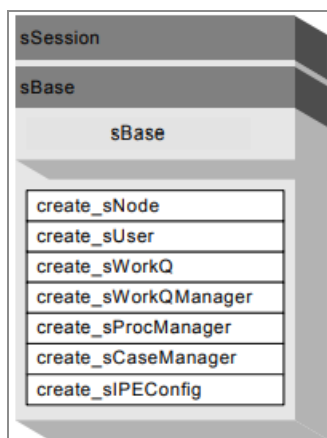 sSession
sBase
sBase
create_sNode
create_sUser
create_sWorkQ
create_sWorkQManager
create_sProcManager
create_sCaseManager
create_sIPEConfig